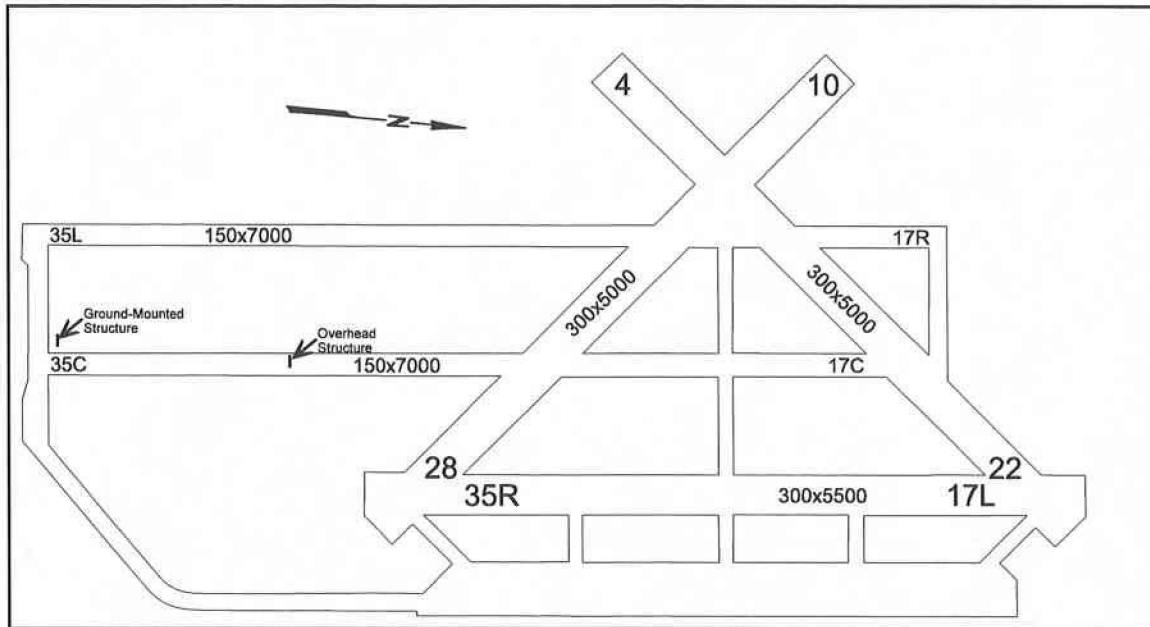 4
10
N
35L
150x7000
17R
Ground-Mounted
Structure
300x5000
300x5000
Overhead
Structure
35C
150x7000
17C
28
22
35R
300x5500
17L